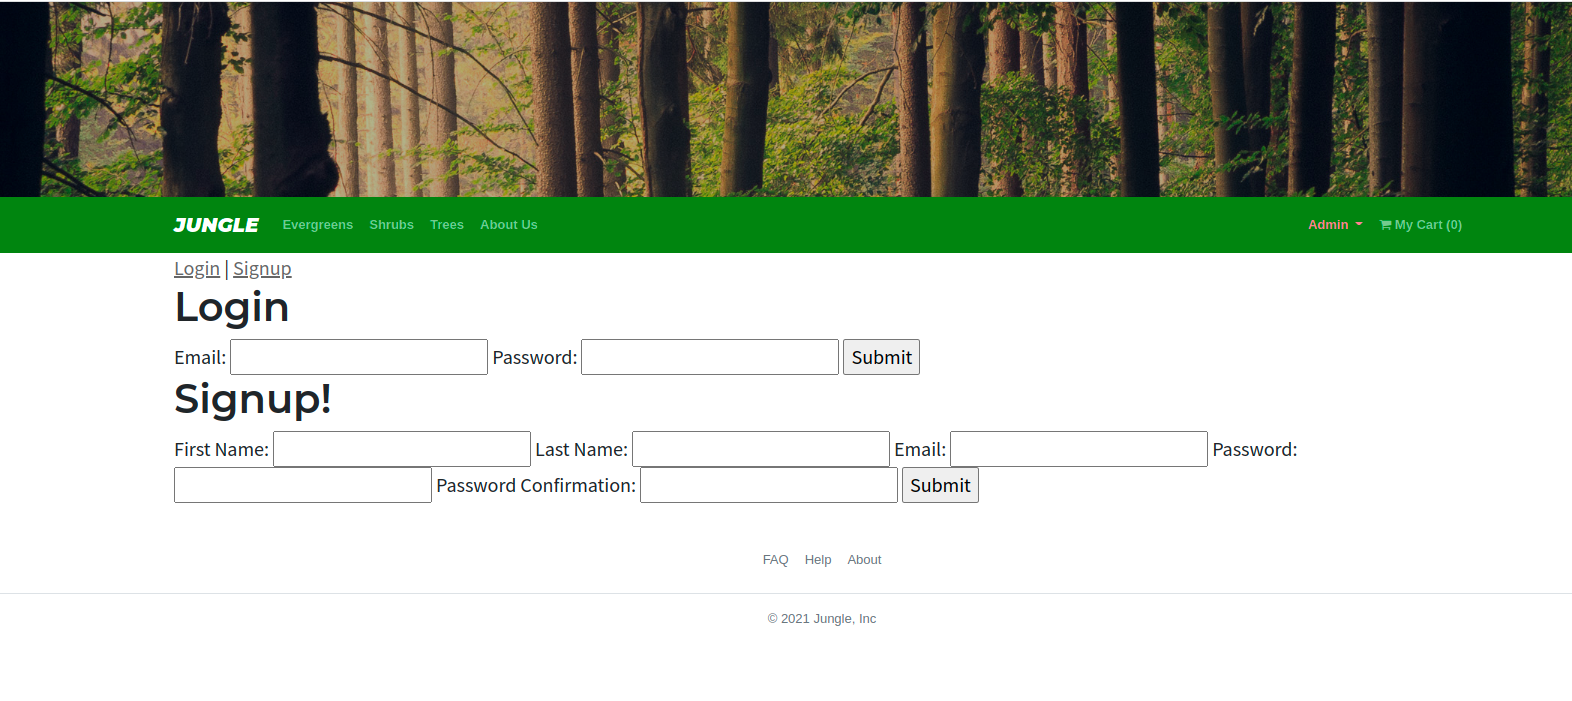 JUNGLE Evergreens Shrubs Trees About Us Admin My Cart (0)
Login | Signup
Login
Email: Password: Submit
Signup!
First Name: Last Name: Email: Password:
Password Confirmation: Submit
FAQ Help About
© 2021 Jungle, Inc